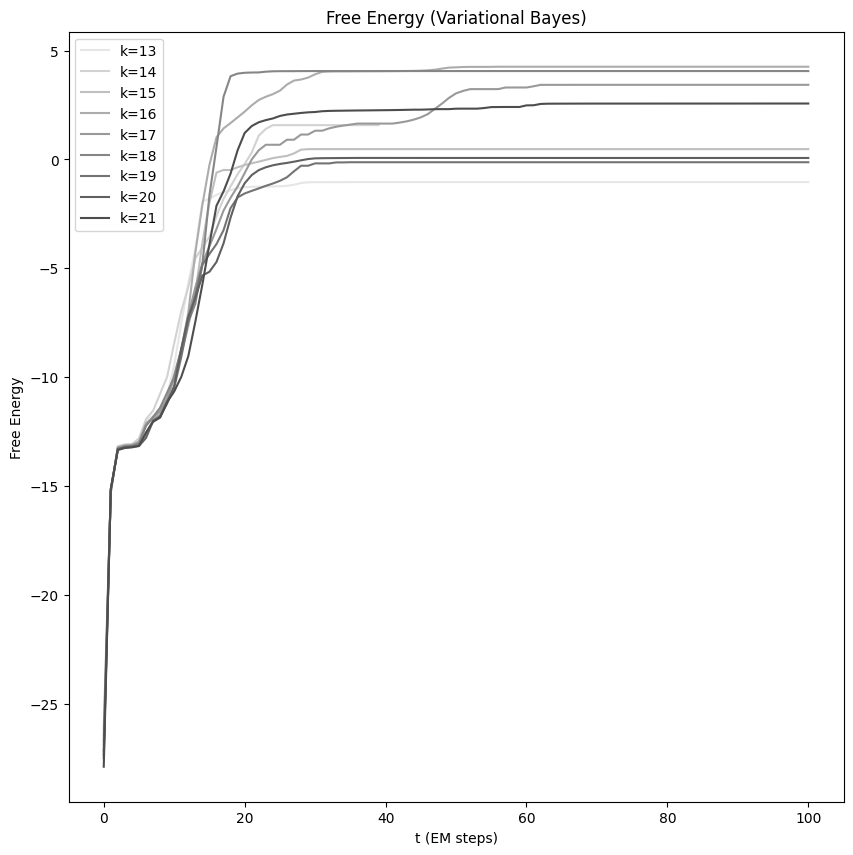 Free Energy (Variational Bayes)
k=13
k=14
k=15
k=16
k=17
k=18
k=19
k=20
k=21
5
0
−5
−10
−15
−20
−25
Free Energy
0 20 40 60 80 100
t (EM steps)